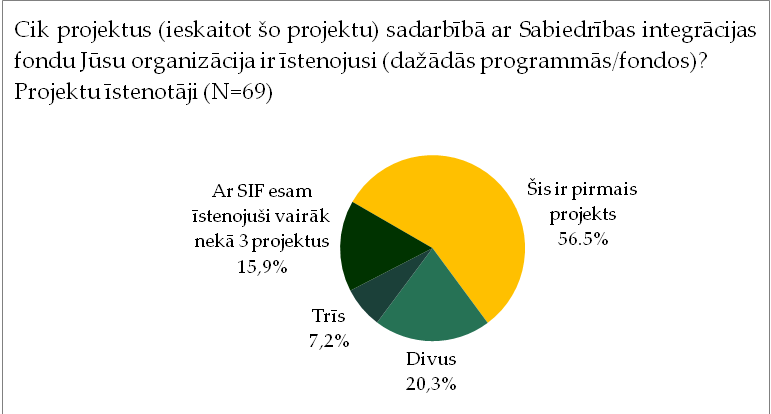 Cik projektus (ieskaitot šo projektu) sadarbībā ar Sabiedrības integrācijas
fondu Jūsu organizācija ir īstenojusi (dažādās programmās/fondos)?
Projektu īstenotāji (N=69)
Ar SIF esam
īstenojuši vairāk
nekā 3 projektus
15,9%
Šis ir pirmais
projekts
56.5%
Trīs
7,2%
Divus
20,3%